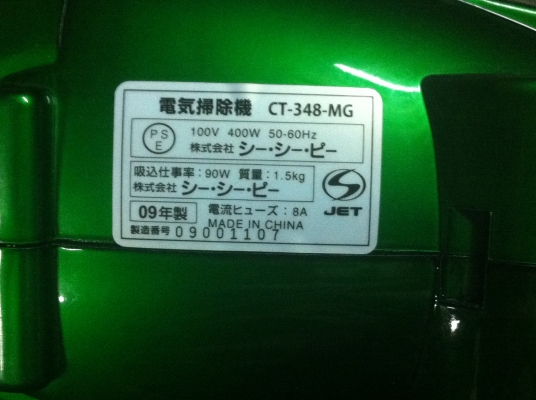 電気掃除機 CT-348-MG
PSE 100V 400W 50-60Hz
株式会社 シー・シー・ピー
吸込仕事率:90W 質量:1.5kg
株式会社 シー・シー・ピー
JET
09年製 電流ヒューズ:8A
MADE IN CHINA
製造番号 09001107